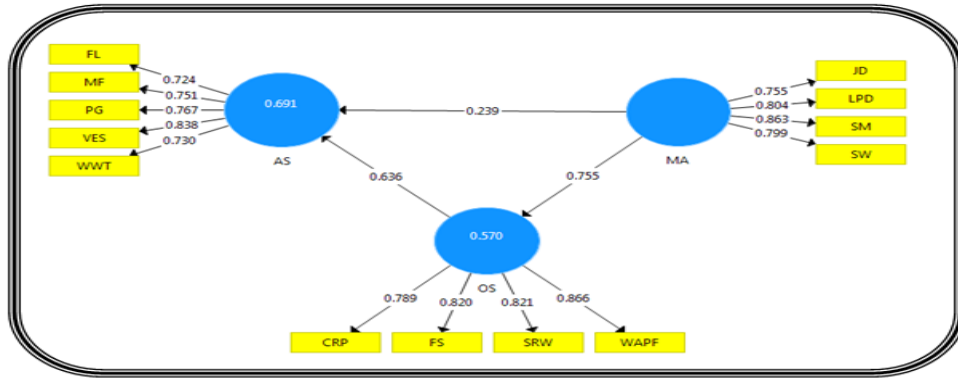 FL
MF
PG
VES
WWT
0.724
0.751
0.767
0.838
0.730
0.691
AS
0.239
0.636
0.755
MA
JD
LPD
SM
SW
0.755
0.804
0.863
0.799
0.570
OS
0.789
0.820
0.821
0.866
CRP
FS
SRW
WAPF